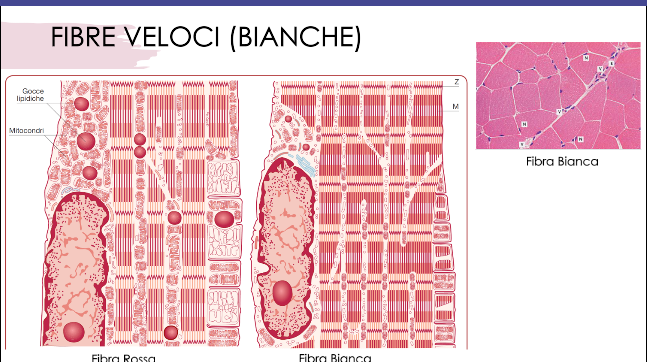 FIBRE VELOCI (BIANCHE)
Gocce
lipidiche
Mitocondri
Z
M
Fibra Rossa
Fibra Bianca
Fibra Bianca